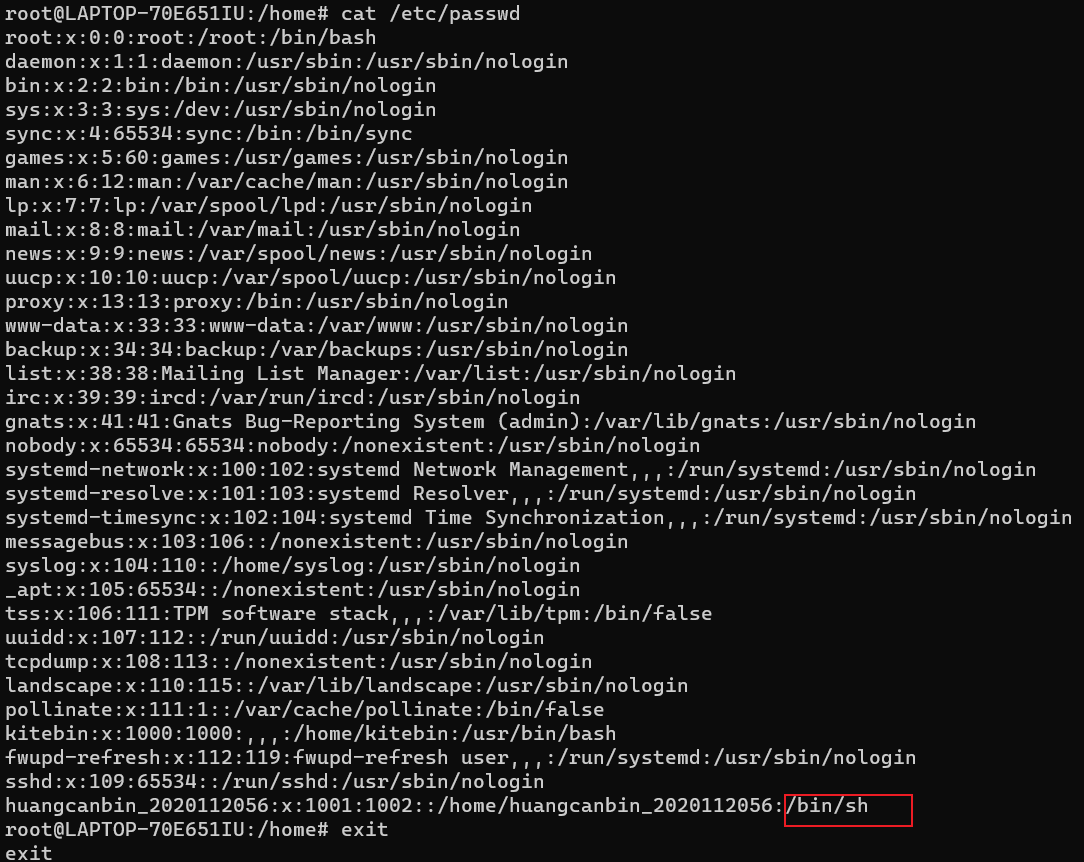 root@LAPTOP-70E651IU:/home# cat /etc/passwd
root:x:0:0:root:/root:/bin/bash
daemon:x:1:1:daemon:/usr/sbin:/usr/sbin/nologin
bin:x:2:2:bin:/bin:/usr/sbin/nologin
sys:x:3:3:sys:/dev:/usr/sbin/nologin
sync:x:4:65534:sync:/bin:/bin/sync
games:x:5:60:games:/usr/games:/usr/sbin/nologin
man:x:6:12:man:/var/cache/man:/usr/sbin/nologin
lp:x:7:7:lp:/var/spool/lpd:/usr/sbin/nologin
mail:x:8:8:mail:/var/mail:/usr/sbin/nologin
news:x:9:9:news:/var/spool/news:/usr/sbin/nologin
uucp:x:10:10:uucp:/var/spool/uucp:/usr/sbin/nologin
proxy:x:13:13:proxy:/bin:/usr/sbin/nologin
www-data:x:33:33:www-data:/var/www:/usr/sbin/nologin
backup:x:34:34:backup:/var/backups:/usr/sbin/nologin
list:x:38:38:Mailing List Manager:/var/list:/usr/sbin/nologin
irc:x:39:39:ircd:/var/run/ircd:/usr/sbin/nologin
gnats:x:41:41:Gnats Bug-Reporting System (admin):/var/lib/gnats:/usr/sbin/nologin
nobody:x:65534:65534:nobody:/nonexistent:/usr/sbin/nologin
systemd-network:x:100:102:systemd Network Management,,,:/run/systemd:/usr/sbin/nologin
systemd-resolve:x:101:103:systemd Resolver,,,:/run/systemd:/usr/sbin/nologin
systemd-timesync:x:102:104:systemd Time Synchronization,,,:/run/systemd:/usr/sbin/nologin
messagebus:x:103:106::/nonexistent:/usr/sbin/nologin
syslog:x:104:110::/home/syslog:/usr/sbin/nologin
_apt:x:105:65534::/nonexistent:/usr/sbin/nologin
tss:x:106:111:TPM software stack,,,:/var/lib/tpm:/bin/false
uuidd:x:107:112::/run/uuidd:/usr/sbin/nologin
tcpdump:x:108:113::/nonexistent:/usr/sbin/nologin
landscape:x:110:115::/var/lib/landscape:/usr/sbin/nologin
pollinate:x:111:1::/var/cache/pollinate:/bin/false
kitebin:x:1000:1000:,,,:/home/kitebin:/usr/bin/bash
fwupd-refresh:x:112:119:fwupd-refresh user,,,:/run/systemd:/usr/sbin/nologin
sshd:x:109:65534::/run/sshd:/usr/sbin/nologin
huangcanbin_2020112056:x:1001:1002::/home/huangcanbin_2020112056:/bin/sh
root@LAPTOP-70E651IU:/home# exit
exit